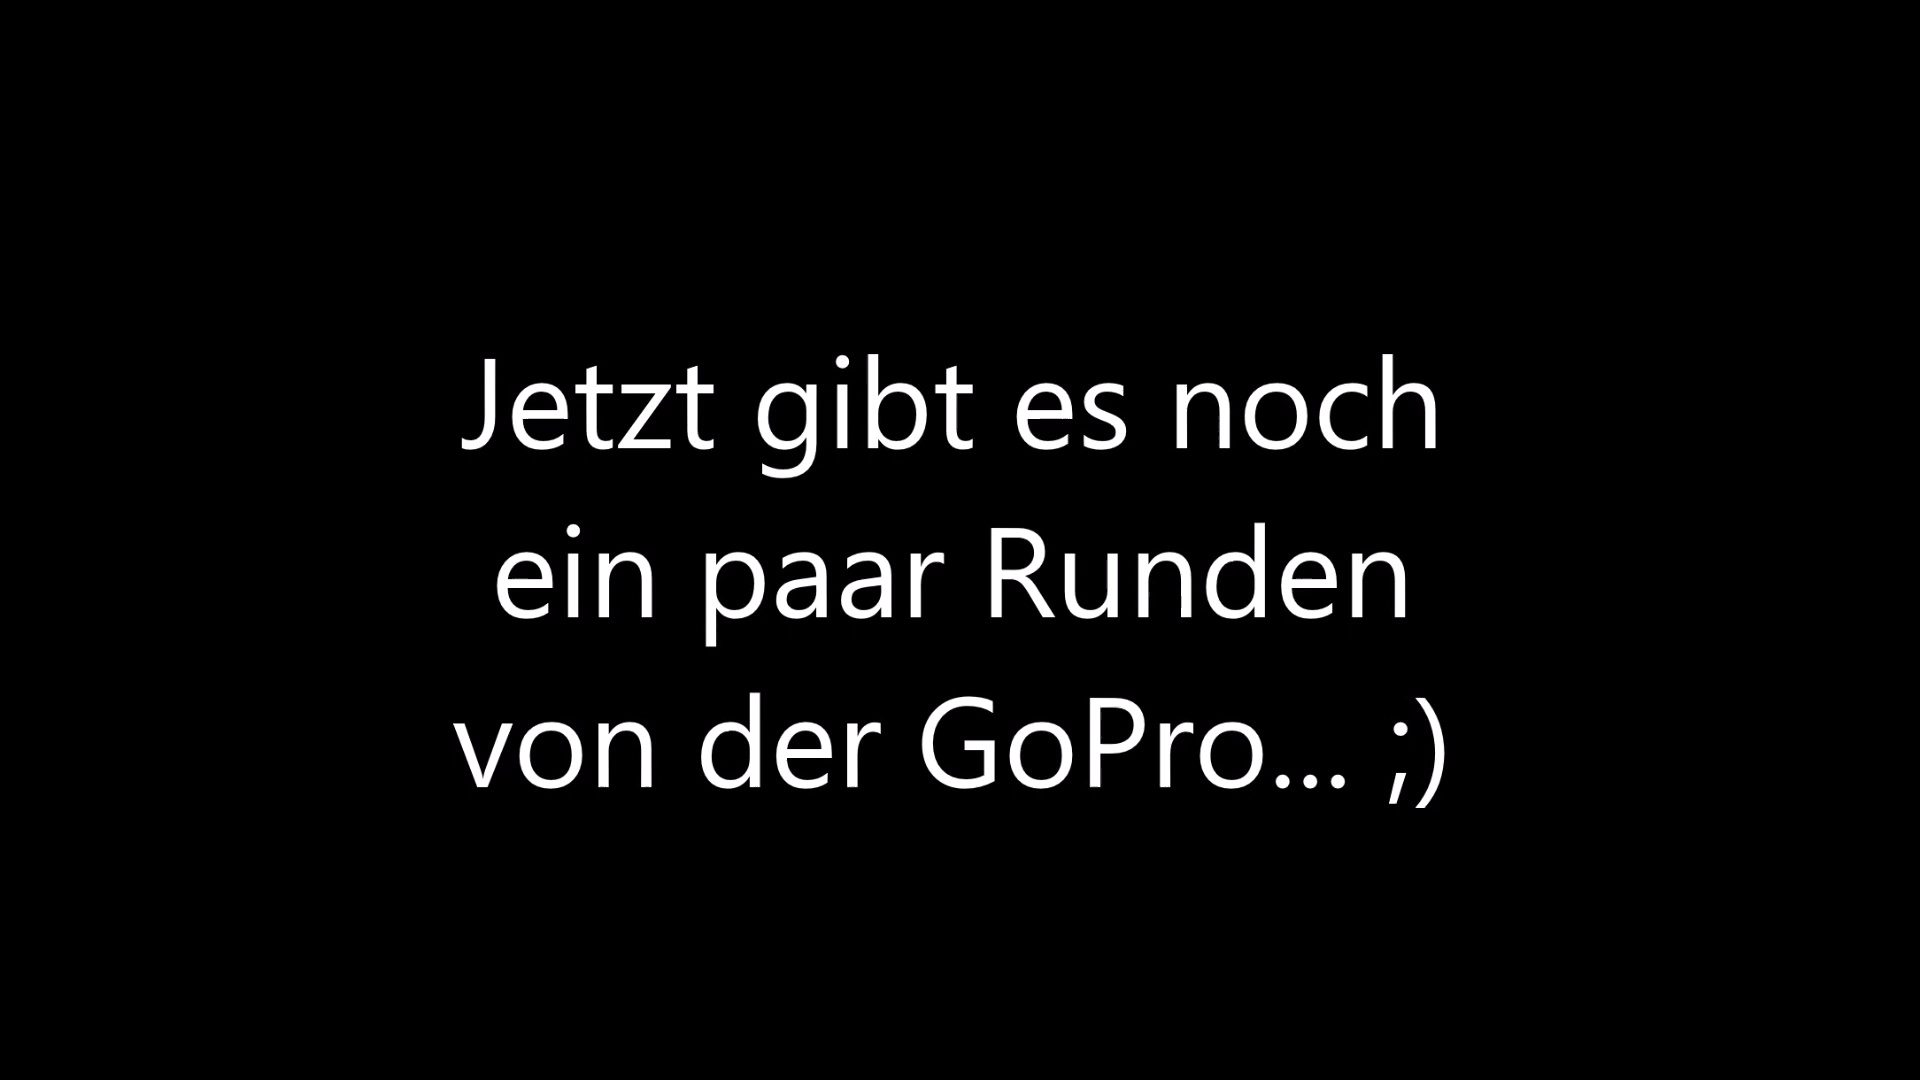 Jetzt gibt es noch
ein paar Runden
von der GoPro... ;)